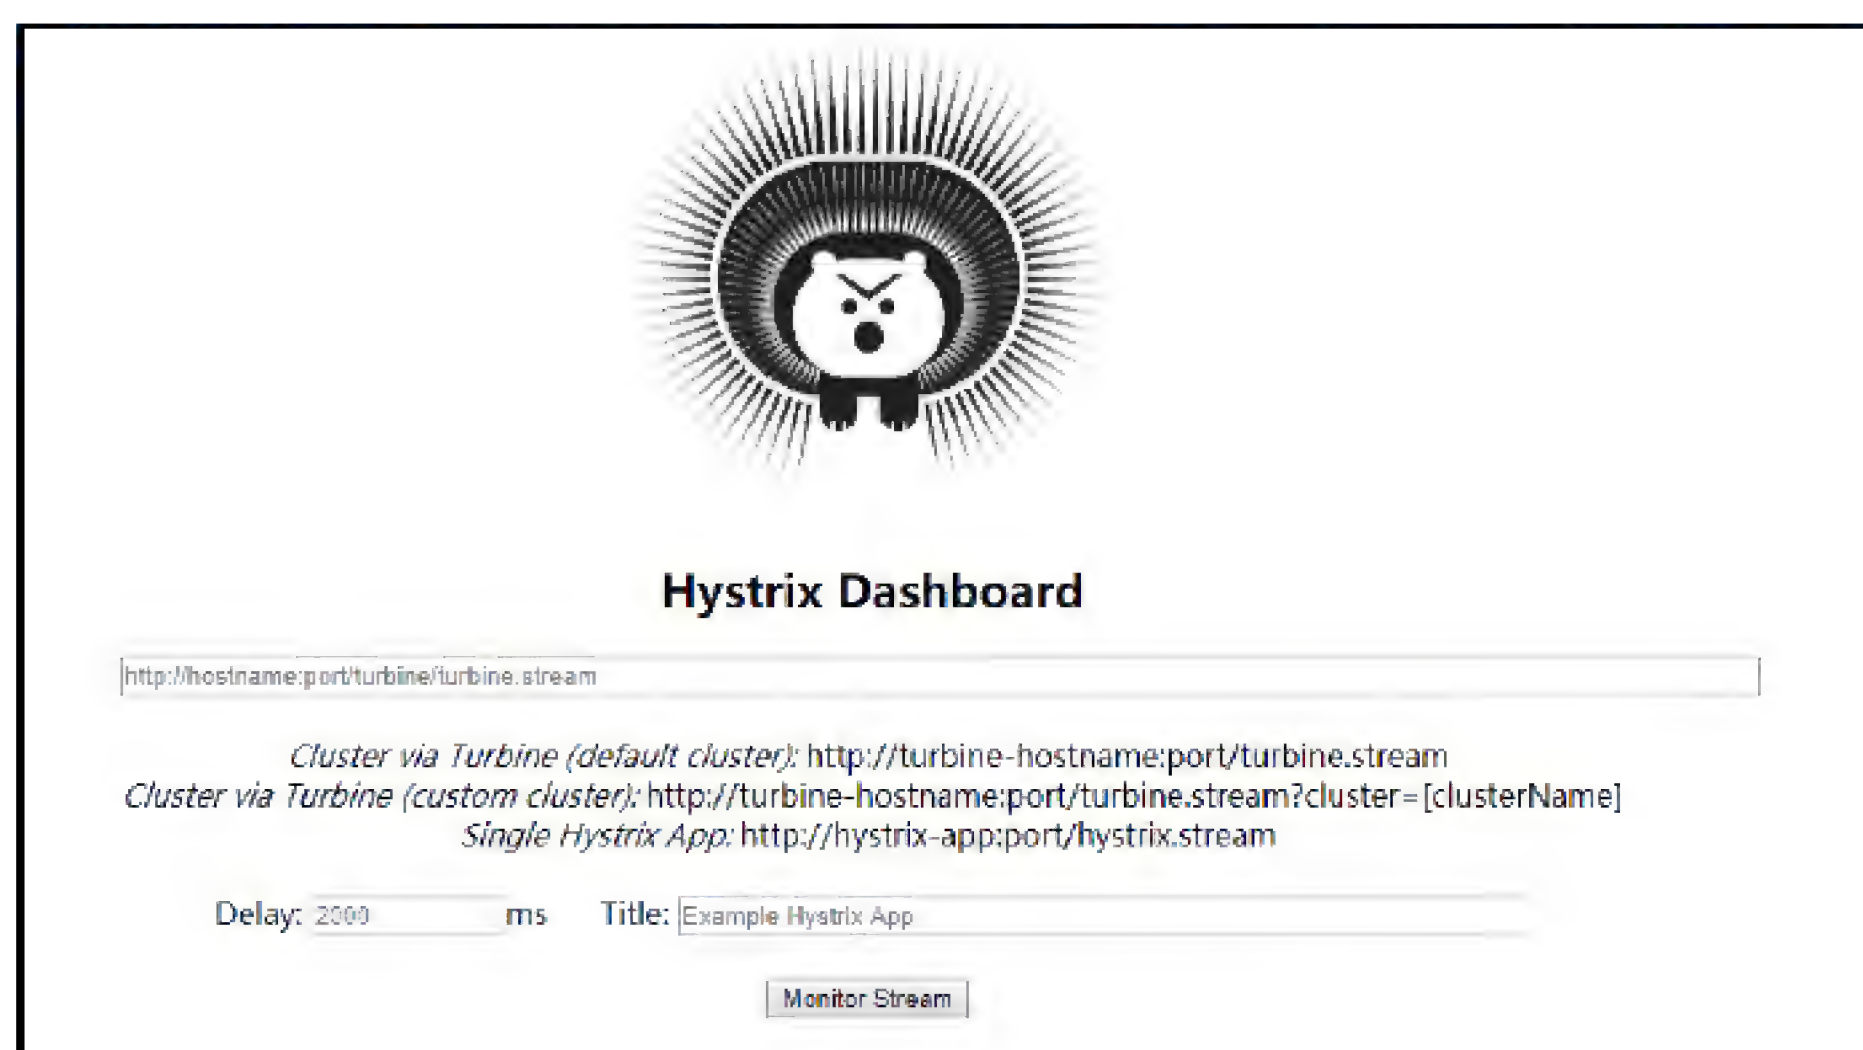 Hystrix Dashboard
http://hostname:port/turbine/turbine.stream
Cluster via Turbine (default cluster): http://turbine-hostname:port/turbine.stream
Cluster via Turbine (custom cluster): http://turbine-hostname:port/turbine.stream?cluster=[clusterName]
Single Hystrix App: http://hystrix-app:port/hystrix.stream
Delay: 2000 ms Title: Example Hystrix App
Monitor Stream